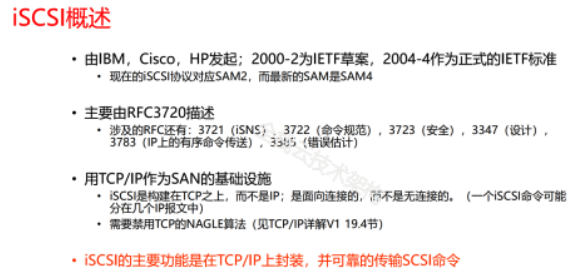 iSCSI概述
• 由IBM，Cisco，HP发起；2000-2为IETF草案，2004-4作为正式的IETF标准
• 现在的iSCSI协议对应SAM2，而最新的SAM是SAM4
• 主要由RFC3720描述
• 涉及的RFC还有：3721（iSNS），3722（命令规范），3723（安全），3347（设计），
3783（IP上的有序命令传送），3385（错误估计）
• 用TCP/IP作为SAN的基础设施
• iSCSI是构建在TCP之上，而不是IP；是面向连接的，而不是无连接的。（一个iSCSI命令可能
分在几个IP报文中）
• 需要禁用TCP的NAGLE算法（见TCP/IP详解V1 19.4节）
• iSCSI的主要功能是在TCP/IP上封装，并可靠的传输SCSI命令